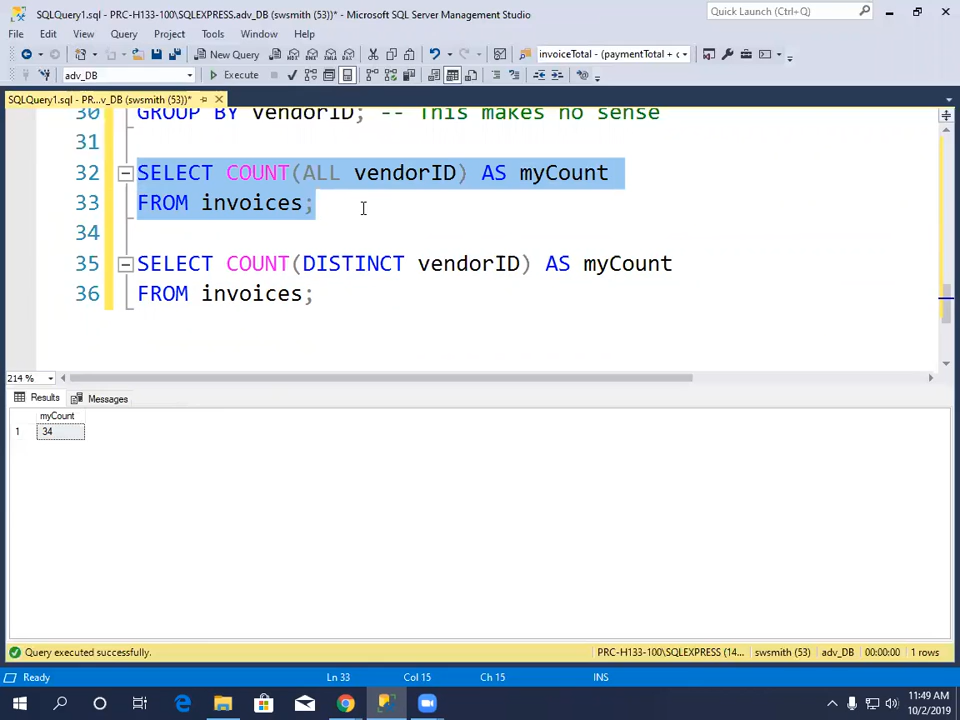 SQLQuery1.sql - PRC-H133-100\SQLEXPRESS.adv_DB (swsmith (53))* - Microsoft SQL Server Management Studio
Quick Launch (Ctrl+Q)
File Edit View Query Project Tools Window Help
New Query
invoiceTotal - (paymentTotal + c
adv_DB
Execute
SQLQuery1.sql - PR...v_DB (swsmith (53))*
30 GROUP BY vendorID; -- This makes no sense
31
32 SELECT COUNT(ALL vendorID) AS myCount
33 FROM invoices;
34
35 SELECT COUNT(DISTINCT vendorID) AS myCount
36 FROM invoices;
214 %
Results Messages
myCount
1 34
Query executed successfully.
PRC-H133-100\SQLEXPRESS (14... swsmith (53) adv_DB 00:00:00 1 rows
Ready Ln 33 Col 15 Ch 15 INS
11:49 AM
10/2/2019